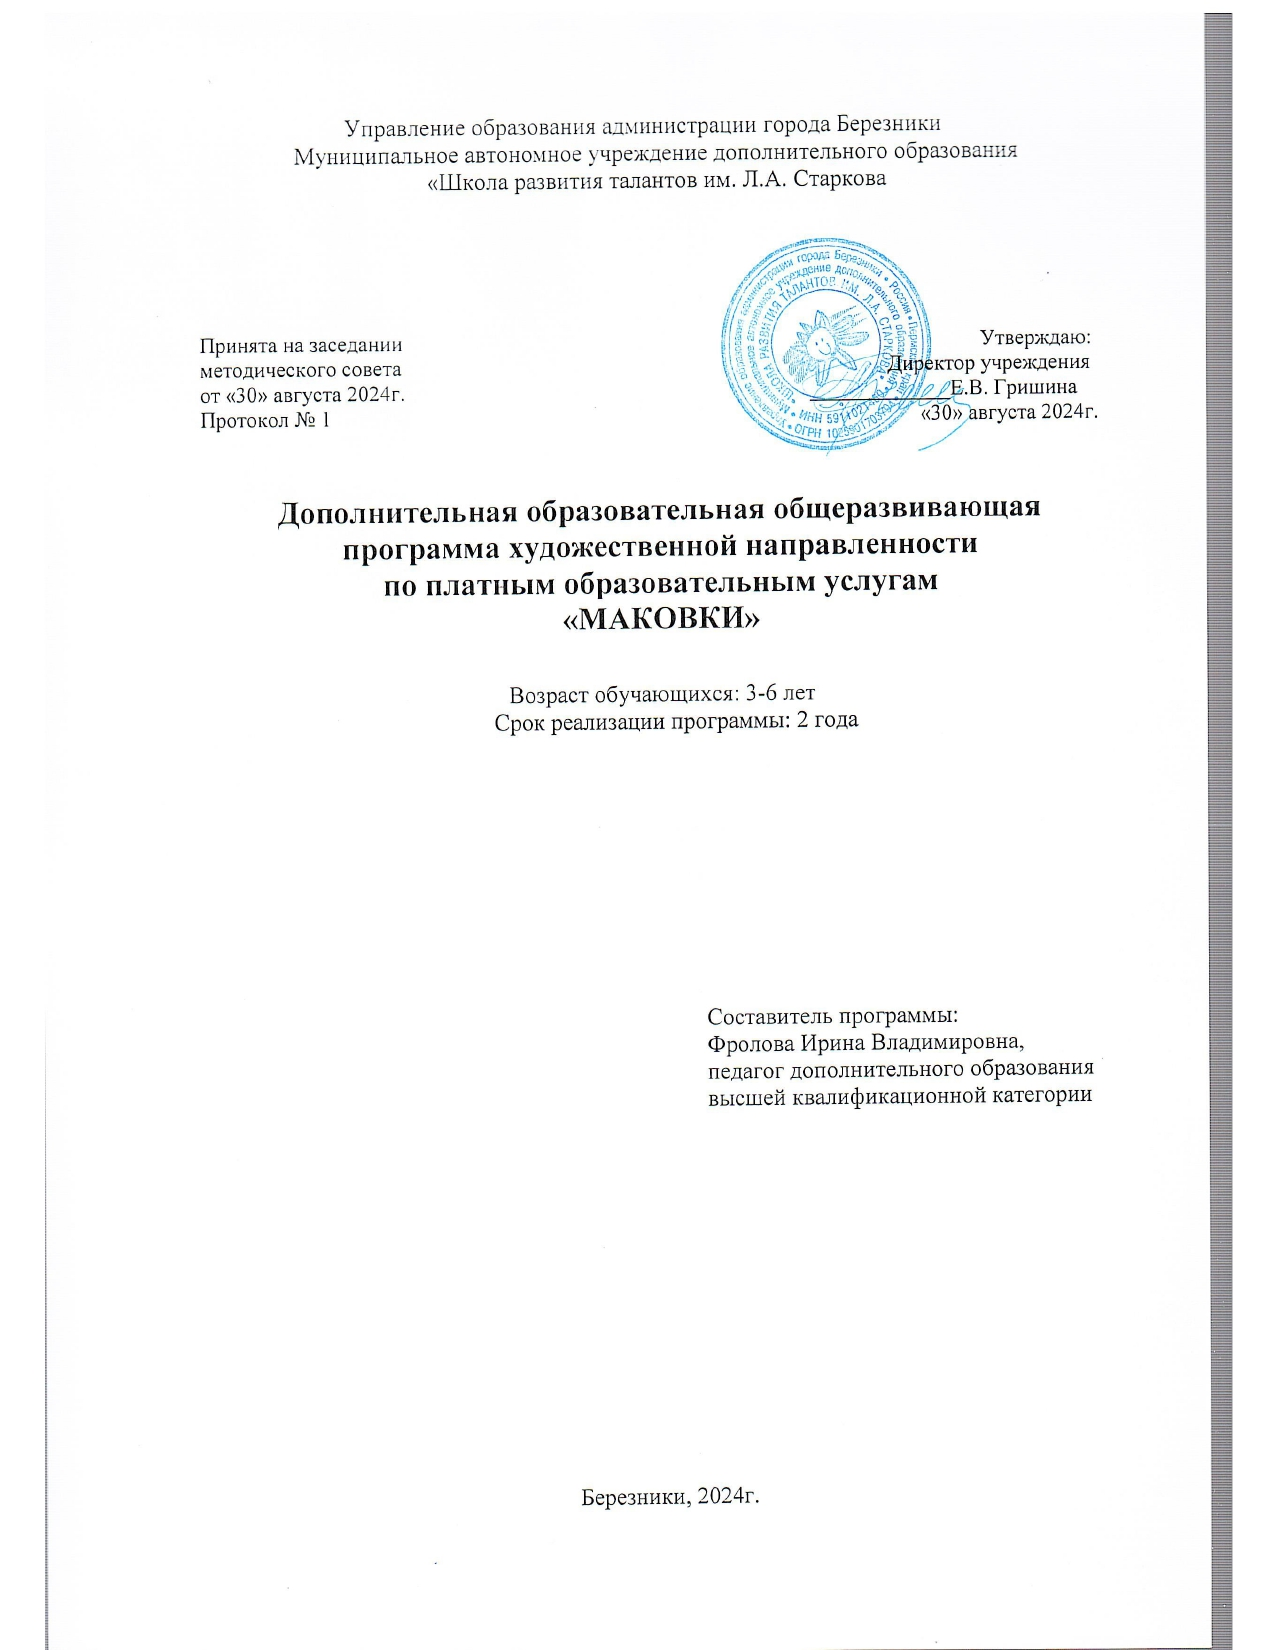 Управление образования администрации города Березники
Муниципальное автономное учреждение дополнительного образования
«Школа развития талантов им. Л.А. Старкова
Принята на заседании
методического совета
от «30» августа 2024г.
Протокол № 1
Утверждаю:
Директор учреждения
Е.В. Гришина
«30» августа 2024г.
Дополнительная образовательная общеразвивающая
программа художественной направленности
по платным образовательным услугам
«МАКОВКИ»
Возраст обучающихся: 3-6 лет
Срок реализации программы: 2 года
Составитель программы:
Фролова Ирина Владимировна,
педагог дополнительного образования
высшей квалификационной категории
Березники, 2024г.